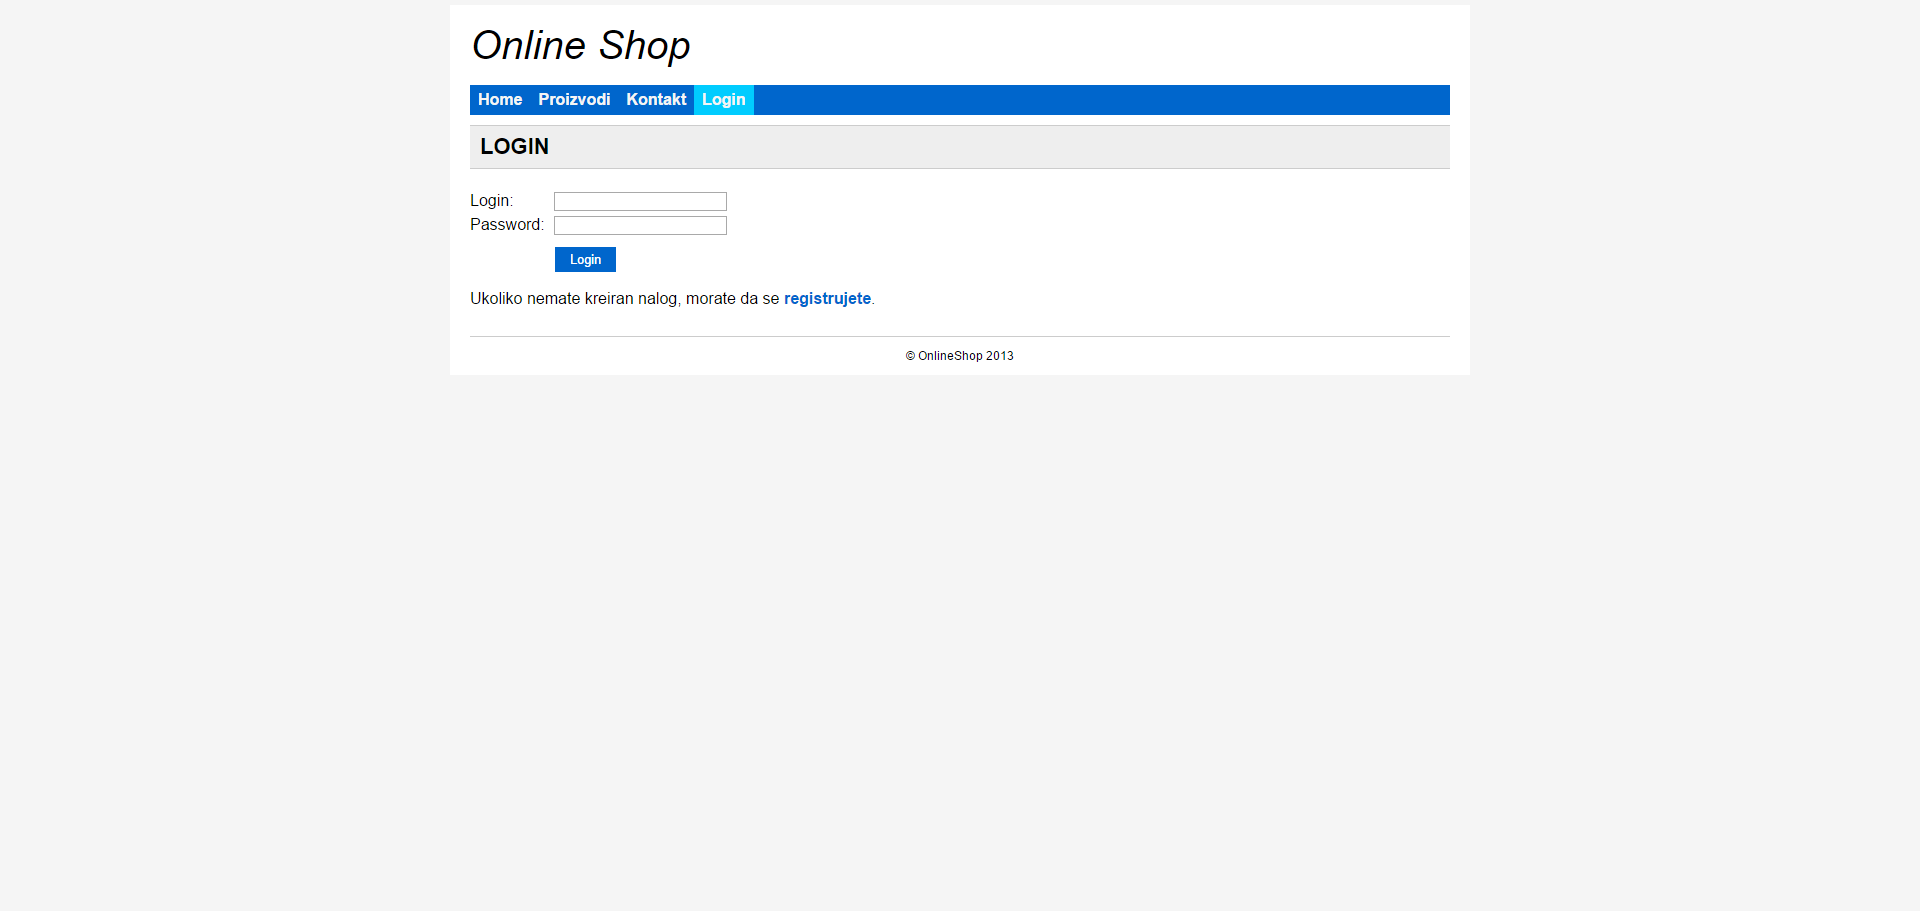 Online Shop
Home Proizvodi Kontakt Login
LOGIN
Login:
Password:
Login
Ukoliko nemate kreiran nalog, morate da se registrujete.
© OnlineShop 2013